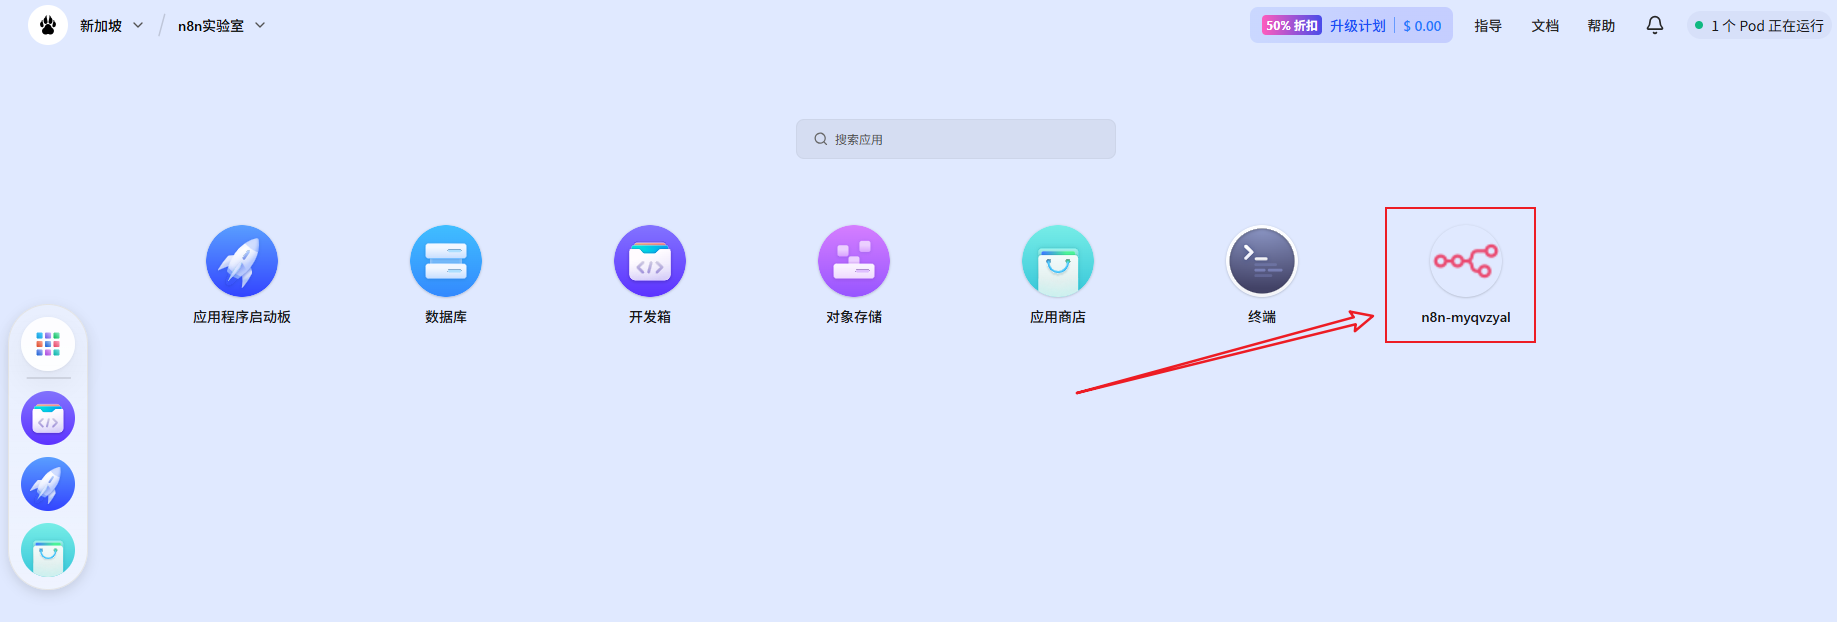 新加坡
n8n实验室
50% 折扣 升级计划 $ 0.00
指导
文档
帮助
1 个 Pod 正在运行
搜索应用
应用程序启动板
数据库
开发箱
对象存储
应用商店
终端
n8n-myqvzyal